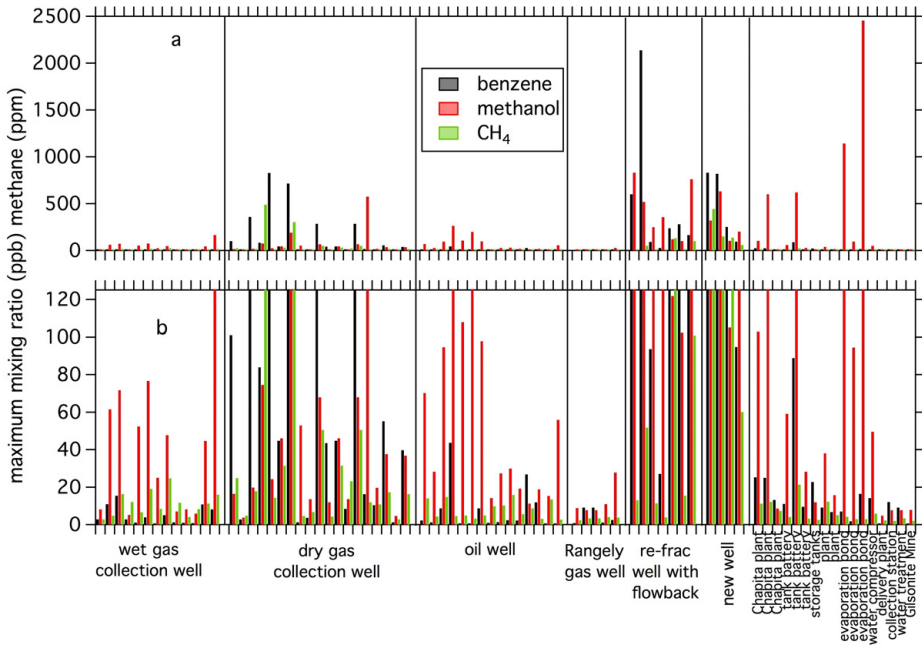 2500
2000
1500
1000
500
0
a
benzene
methanol
CH4
maximum mixing ratio (ppb) methane (ppm)
120
100
80
60
40
20
0
b
wet gas
collection well
dry gas
collection well
oil well
Rangely
gas well
re-frac
well with
flowback
new well
Chapita plant
Chapita plant
Chapita plant
tank battery
tank battery
tank battery
storage tanks
plant
plant
evaporation pond
evaporation pond
evaporation pond
water compressor
delivery plant
collection station
water treatment
Gilsonite Mine